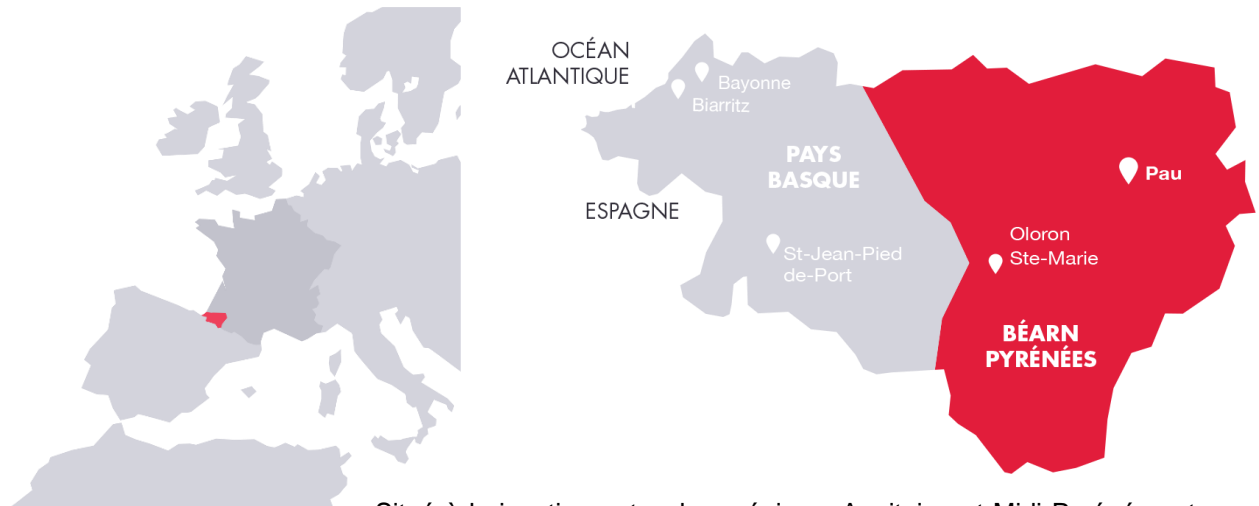 OCÉAN
ATLANTIQUE
Bayonne
Biarritz
PAYS
BASQUE
Pau
ESPAGNE
Oloron
Ste-Marie
St-Jean-Pied
de-Port
BÉARN
PYRÉNÉES